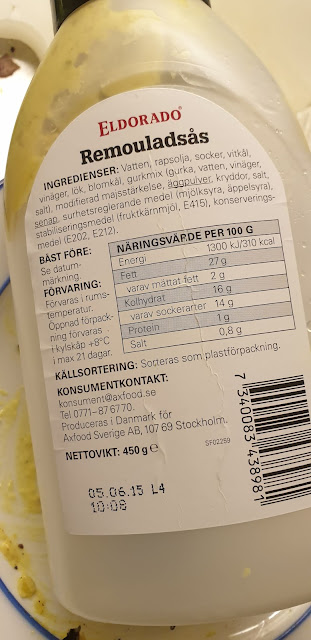 ELDORADO®
Remouladsås
INGREDIENSER: Vatten, rapsolja, socker, vitkål,
vinäger, lök, blomkål, gurkmix (gurka, vatten, vinäger,
salt), modifierad majsstärkelse, äggpulver, kryddor, salt,
senap, surhetsreglerande medel (mjölksyra, äppelsyra),
stabiliseringsmedel (fruktkärnmjöl, E415), konserverings-
medel (E202, E212).
BÄST FÖRE:
Se datum-
märkning.
FÖRVARING:
Förvaras i rums-
temperatur.
Öppnad förpack-
ning förvaras
i kylskåp +8°C
i max 21 dagar.
NÄRINGSVÄRDE PER 100 G
Energi 1300 kJ/310 kcal
Fett 27 g
varav mättat fett 2 g
Kolhydrat 16 g
varav sockerarter 14 g
Protein 1 g
Salt 0,8 g
KÄLLSORTERING: Sorteras som plastförpackning.
KONSUMENTKONTAKT:
konsument@axfood.se
Tel 0771-87 67 70.
Produceras i Danmark för
Axfood Sverige AB, 107 69 Stockholm.
SF02259
NETTOVIKT: 450 g e
7 340083 438981
05.06.15 L4
10:08